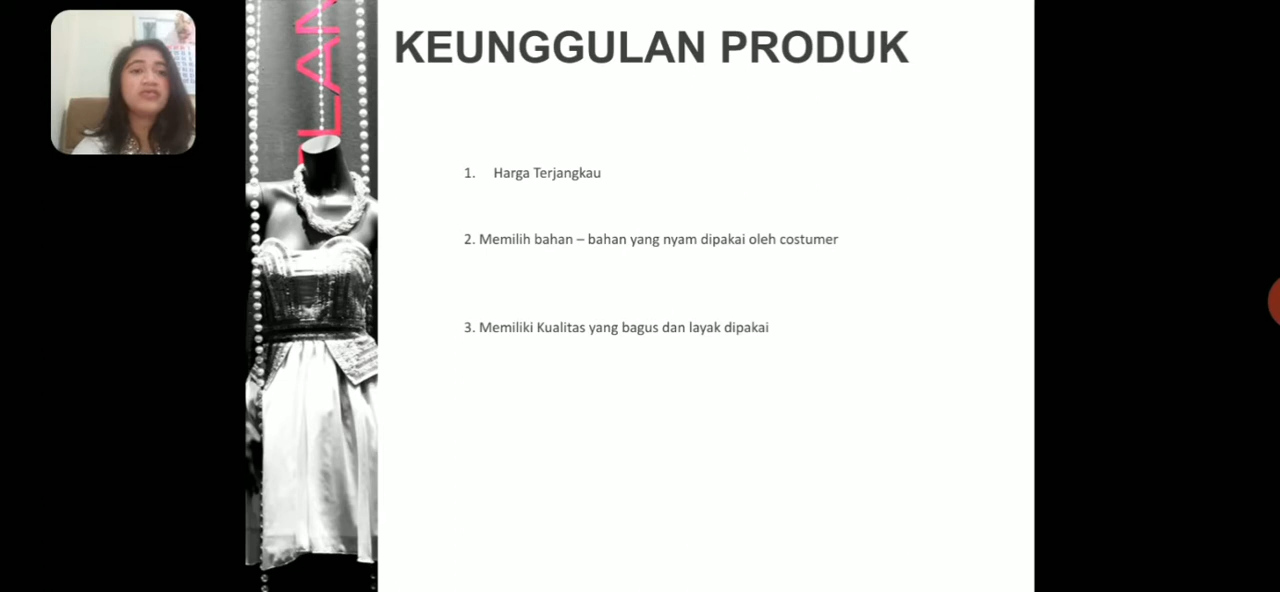 KEUNGGULAN PRODUK
1. Harga Terjangkau
2. Memilih bahan – bahan yang nyam dipakai oleh costumer
3. Memiliki Kualitas yang bagus dan layak dipakai